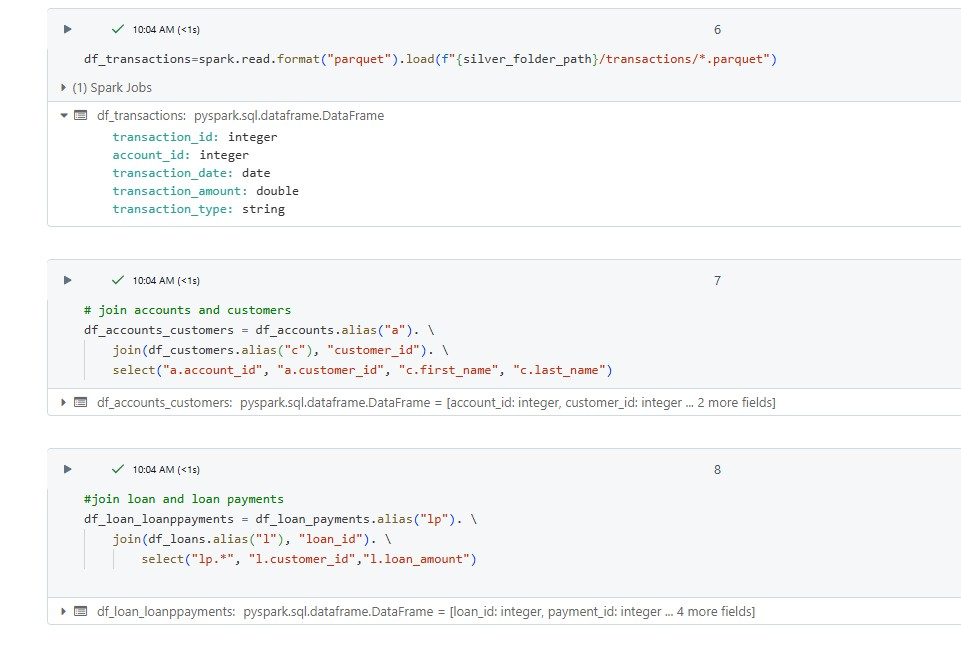 10:04 AM (<1s)
6
df_transactions=spark.read.format("parquet").load(f"{silver_folder_path}/transactions/*.parquet")
(1) Spark Jobs
df_transactions: pyspark.sql.dataframe.DataFrame
transaction_id: integer
account_id: integer
transaction_date: date
transaction_amount: double
transaction_type: string
10:04 AM (<1s)
7
# join accounts and customers
df_accounts_customers = df_accounts.alias("a"). \
join(df_customers.alias("c"), "customer_id"). \
select("a.account_id", "a.customer_id", "c.first_name", "c.last_name")
df_accounts_customers: pyspark.sql.dataframe.DataFrame = [account_id: integer, customer_id: integer ... 2 more fields]
10:04 AM (<1s)
8
#join loan and loan payments
df_loan_loanppayments = df_loan_payments.alias("lp"). \
join(df_loans.alias("l"), "loan_id"). \
select("lp.*", "l.customer_id","l.loan_amount")
df_loan_loanppayments: pyspark.sql.dataframe.DataFrame = [loan_id: integer, payment_id: integer ... 4 more fields]